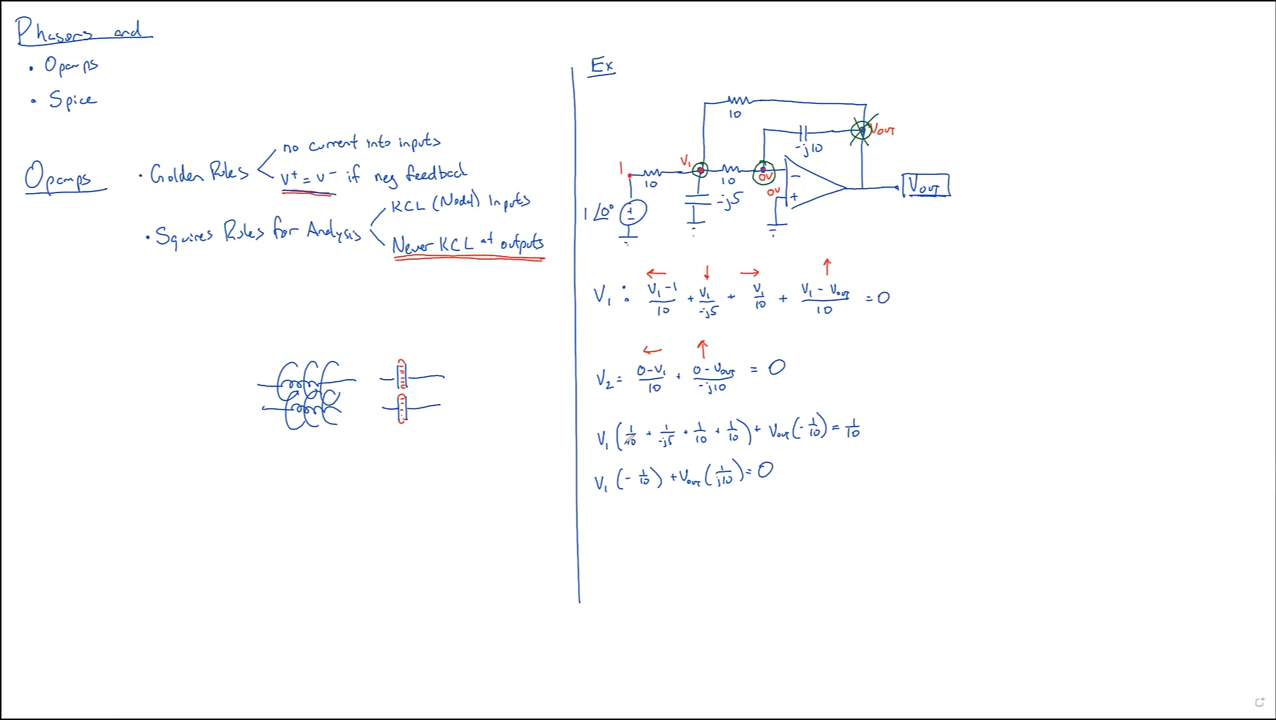 Phasors and
• Opamps
• Spice
Opamps
• Golden Rules
no current into inputs
V⁺ = V⁻ if neg feedback
• Squires Rules for Analysis
KCL (Nodal) Inputs
Never KCL at outputs
Ex
10
-j10
Vout
V₁
1
10
10
0V
0V
-j5
1∠0°
+
-
-
+
Vout
V₁ : (V₁-1)/10 + V₁/-j5 + V₁/10 + (V₁-Vout)/10 = 0
V₂ = (0-V₁)/10 + (0-Vout)/-j10 = 0
V₁(1/10 + 1/-j5 + 1/10 + 1/10) + Vout(-1/10) = 1/10
V₁(-1/10) + Vout(1/j10) = 0